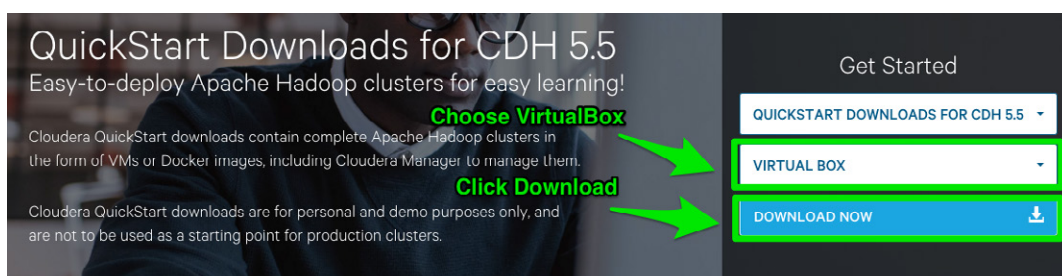 QuickStart Downloads for CDH 5.5
Easy-to-deploy Apache Hadoop clusters for easy learning!
Choose VirtualBox
Cloudera QuickStart downloads contain complete Apache Hadoop clusters in
the form of VMs or Docker images, including Cloudera Manager to manage them.
Click Download
Cloudera QuickStart downloads are for personal and demo purposes only, and
are not to be used as a starting point for production clusters.
Get Started
QUICKSTART DOWNLOADS FOR CDH 5.5
VIRTUAL BOX
DOWNLOAD NOW